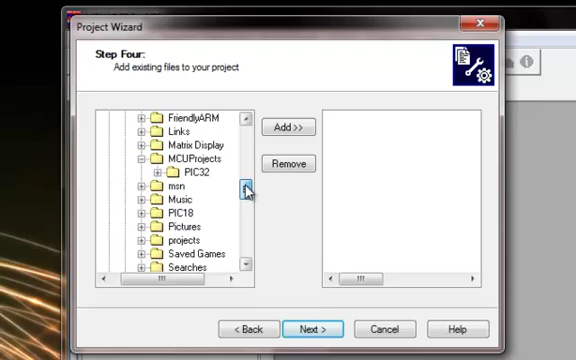 Project Wizard
Step Four:
Add existing files to your project
FriendlyARM
Links
Matrix Display
MCUProjects
PIC32
msn
Music
PIC18
Pictures
projects
Saved Games
Searches
Add >>
Remove
< Back
Next >
Cancel
Help